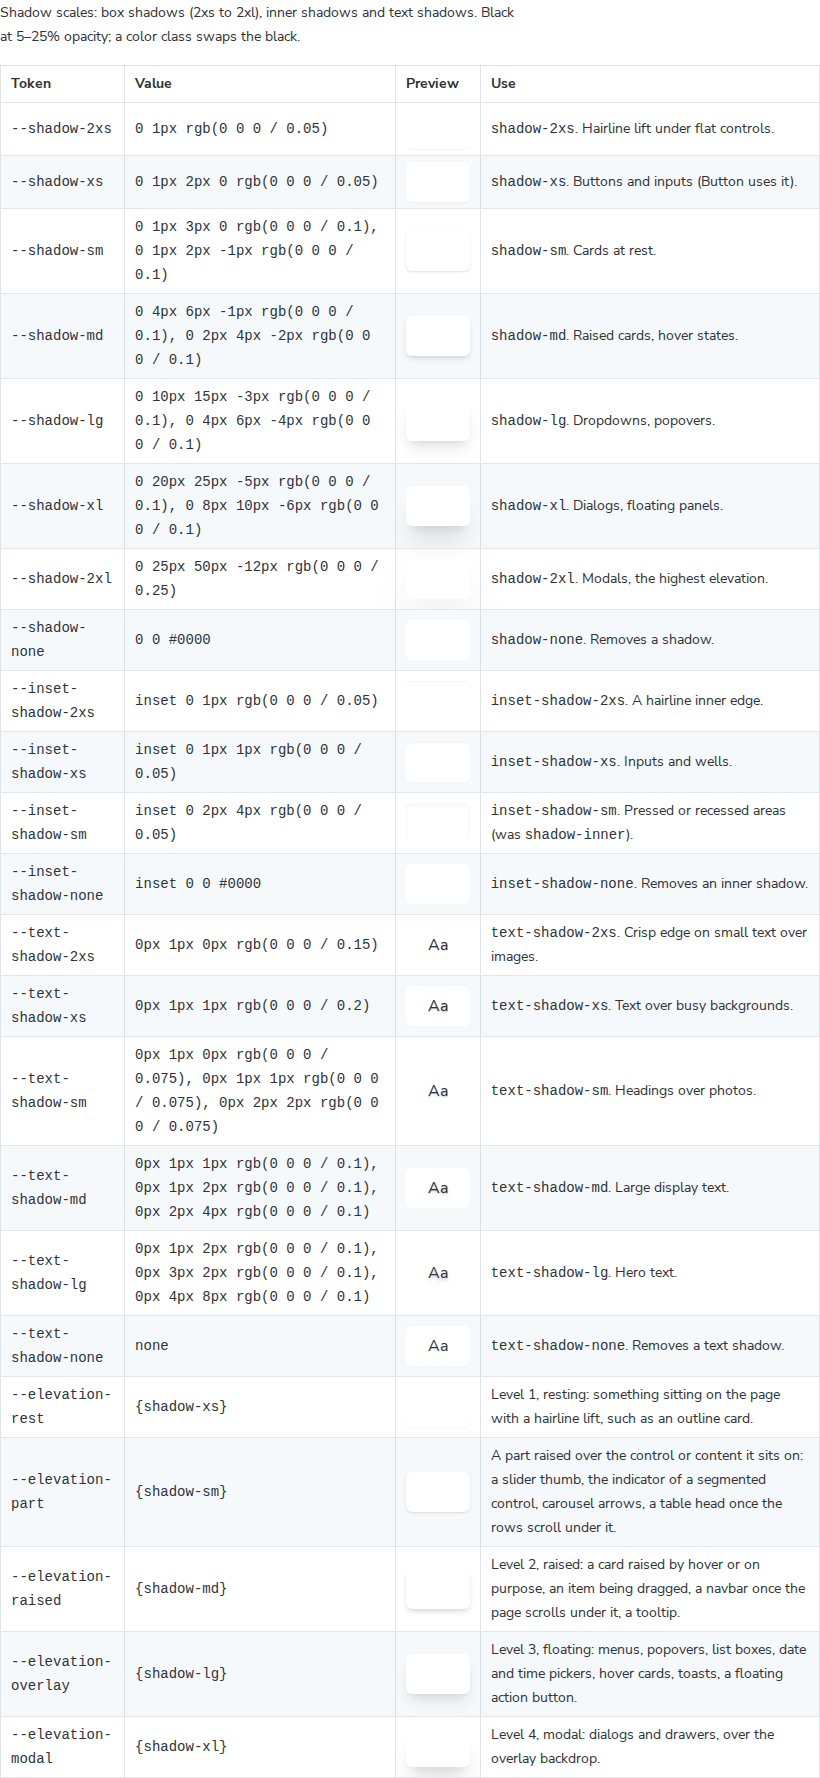 Shadow scales: box shadows (2xs to 2xl), inner shadows and text shadows. Black
at 5–25% opacity; a color class swaps the black.
Token Value Preview Use
--shadow-2xs 0 1px rgb(0 0 0 / 0.05) shadow-2xs. Hairline lift under flat controls.
--shadow-xs 0 1px 2px 0 rgb(0 0 0 / 0.05) shadow-xs. Buttons and inputs (Button uses it).
--shadow-sm
0 1px 3px 0 rgb(0 0 0 / 0.1),
0 1px 2px -1px rgb(0 0 0 /
0.1)
shadow-sm. Cards at rest.
--shadow-md
0 4px 6px -1px rgb(0 0 0 /
0.1), 0 2px 4px -2px rgb(0 0
0 / 0.1)
shadow-md. Raised cards, hover states.
--shadow-lg
0 10px 15px -3px rgb(0 0 0 /
0.1), 0 4px 6px -4px rgb(0 0
0 / 0.1)
shadow-lg. Dropdowns, popovers.
--shadow-xl
0 20px 25px -5px rgb(0 0 0 /
0.1), 0 8px 10px -6px rgb(0 0
0 / 0.1)
shadow-xl. Dialogs, floating panels.
--shadow-2xl
0 25px 50px -12px rgb(0 0 0 /
0.25)
shadow-2xl. Modals, the highest elevation.
--shadow-
none
0 0 #0000
shadow-none. Removes a shadow.
--inset-
shadow-2xs
inset 0 1px rgb(0 0 0 / 0.05)
inset-shadow-2xs. A hairline inner edge.
--inset-
shadow-xs
inset 0 1px 1px rgb(0 0 0 /
0.05)
inset-shadow-xs. Inputs and wells.
--inset-
shadow-sm
inset 0 2px 4px rgb(0 0 0 /
0.05)
inset-shadow-sm. Pressed or recessed areas
(was shadow-inner).
--inset-
shadow-none
inset 0 0 #0000
inset-shadow-none. Removes an inner shadow.
--text-
shadow-2xs
0px 1px 0px rgb(0 0 0 / 0.15)
Aa
text-shadow-2xs. Crisp edge on small text over
images.
--text-
shadow-xs
0px 1px 1px rgb(0 0 0 / 0.2)
Aa
text-shadow-xs. Text over busy backgrounds.
--text-
shadow-sm
0px 1px 0px rgb(0 0 0 /
0.075), 0px 1px 1px rgb(0 0 0
/ 0.075), 0px 2px 2px rgb(0 0
0 / 0.075)
Aa
text-shadow-sm. Headings over photos.
--text-
shadow-md
0px 1px 1px rgb(0 0 0 / 0.1),
0px 1px 2px rgb(0 0 0 / 0.1),
0px 2px 4px rgb(0 0 0 / 0.1)
Aa
text-shadow-md. Large display text.
--text-
shadow-lg
0px 1px 2px rgb(0 0 0 / 0.1),
0px 3px 2px rgb(0 0 0 / 0.1),
0px 4px 8px rgb(0 0 0 / 0.1)
Aa
text-shadow-lg. Hero text.
--text-
shadow-none
none
Aa
text-shadow-none. Removes a text shadow.
--elevation-
rest
{shadow-xs}
Level 1, resting: something sitting on the page
with a hairline lift, such as an outline card.
--elevation-
part
{shadow-sm}
A part raised over the control or content it sits on:
a slider thumb, the indicator of a segmented
control, carousel arrows, a table head once the
rows scroll under it.
--elevation-
raised
{shadow-md}
Level 2, raised: a card raised by hover or on
purpose, an item being dragged, a navbar once the
page scrolls under it, a tooltip.
--elevation-
overlay
{shadow-lg}
Level 3, floating: menus, popovers, list boxes, date
and time pickers, hover cards, toasts, a floating
action button.
--elevation-
modal
{shadow-xl}
Level 4, modal: dialogs and drawers, over the
overlay backdrop.